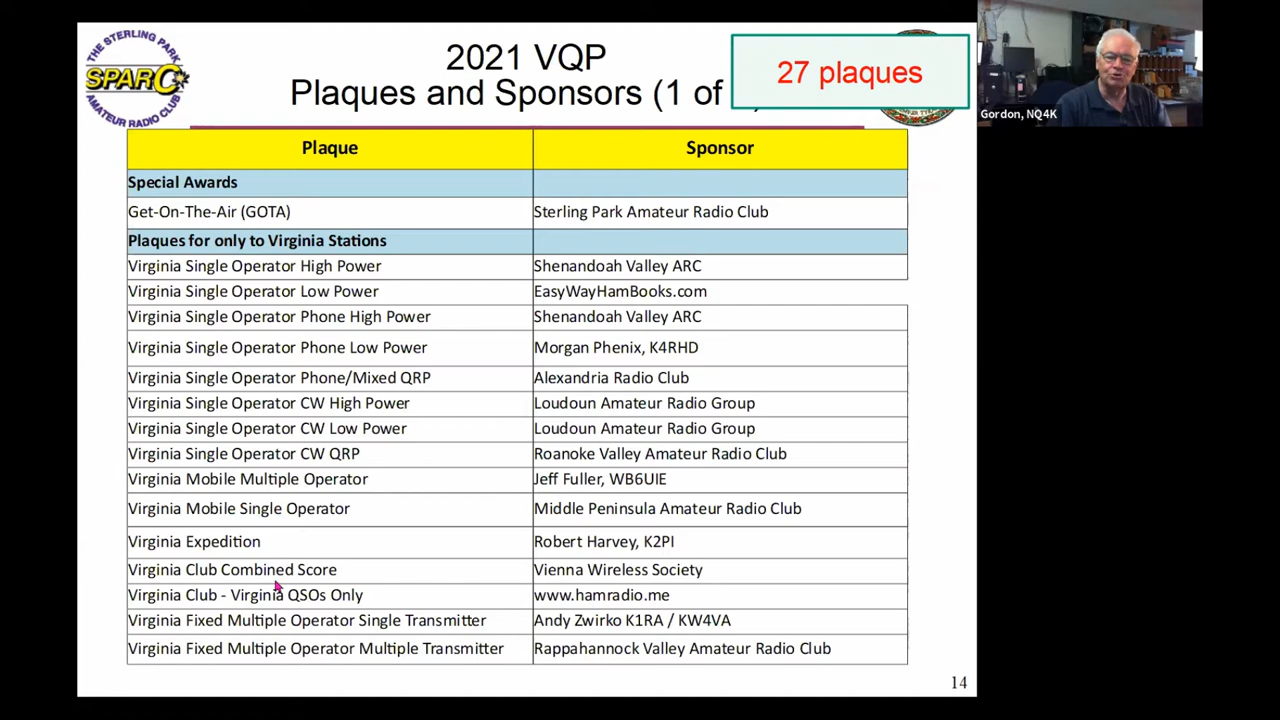 THE STERLING PARK
SPARC
AMATEUR RADIO CLUB
2021 VQP
Plaques and Sponsors (1 of
27 plaques
Gordon, NQ4K
Plaque Sponsor
Special Awards
Get-On-The-Air (GOTA) Sterling Park Amateur Radio Club
Plaques for only to Virginia Stations
Virginia Single Operator High Power Shenandoah Valley ARC
Virginia Single Operator Low Power EasyWayHamBooks.com
Virginia Single Operator Phone High Power Shenandoah Valley ARC
Virginia Single Operator Phone Low Power Morgan Phenix, K4RHD
Virginia Single Operator Phone/Mixed QRP Alexandria Radio Club
Virginia Single Operator CW High Power Loudoun Amateur Radio Group
Virginia Single Operator CW Low Power Loudoun Amateur Radio Group
Virginia Single Operator CW QRP Roanoke Valley Amateur Radio Club
Virginia Mobile Multiple Operator Jeff Fuller, WB6UIE
Virginia Mobile Single Operator Middle Peninsula Amateur Radio Club
Virginia Expedition Robert Harvey, K2PI
Virginia Club Combined Score Vienna Wireless Society
Virginia Club - Virginia QSOs Only www.hamradio.me
Virginia Fixed Multiple Operator Single Transmitter Andy Zwirko K1RA / KW4VA
Virginia Fixed Multiple Operator Multiple Transmitter Rappahannock Valley Amateur Radio Club
14